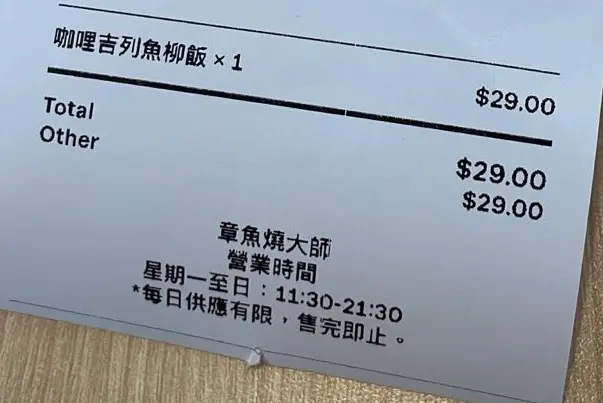 咖哩吉列魚柳飯 × 1 $29.00
Total $29.00
Other $29.00
章魚燒大師
營業時間
星期一至日：11:30-21:30
*每日供應有限，售完即止。